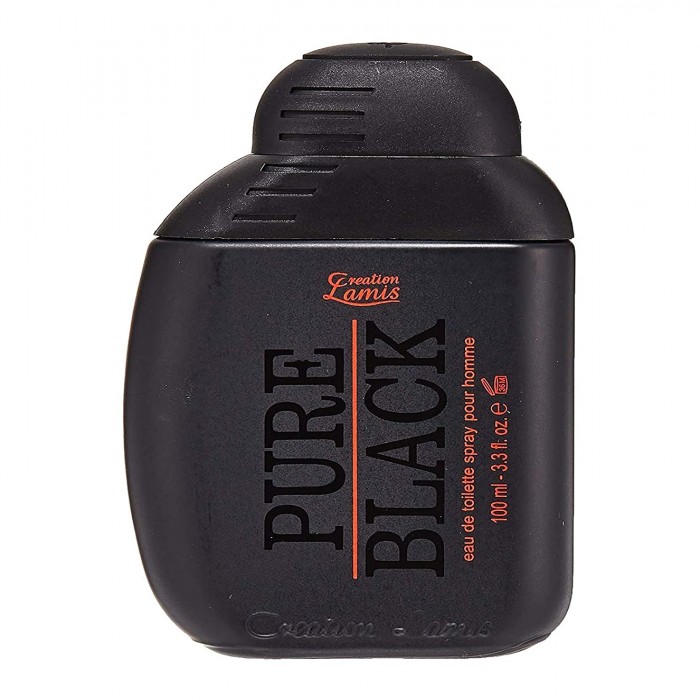 Creation
Lamis
PURE
BLACK
eau de toilette spray pour homme
100 ml - 3.3 fl. oz. ℮ 36M
Creation Lamis